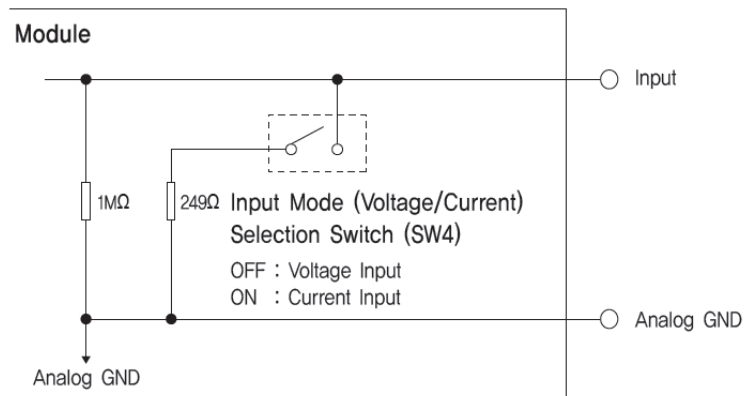 Module
Input
1MΩ
249Ω
Input Mode (Voltage/Current)
Selection Switch (SW4)
OFF : Voltage Input
ON : Current Input
Analog GND
Analog GND